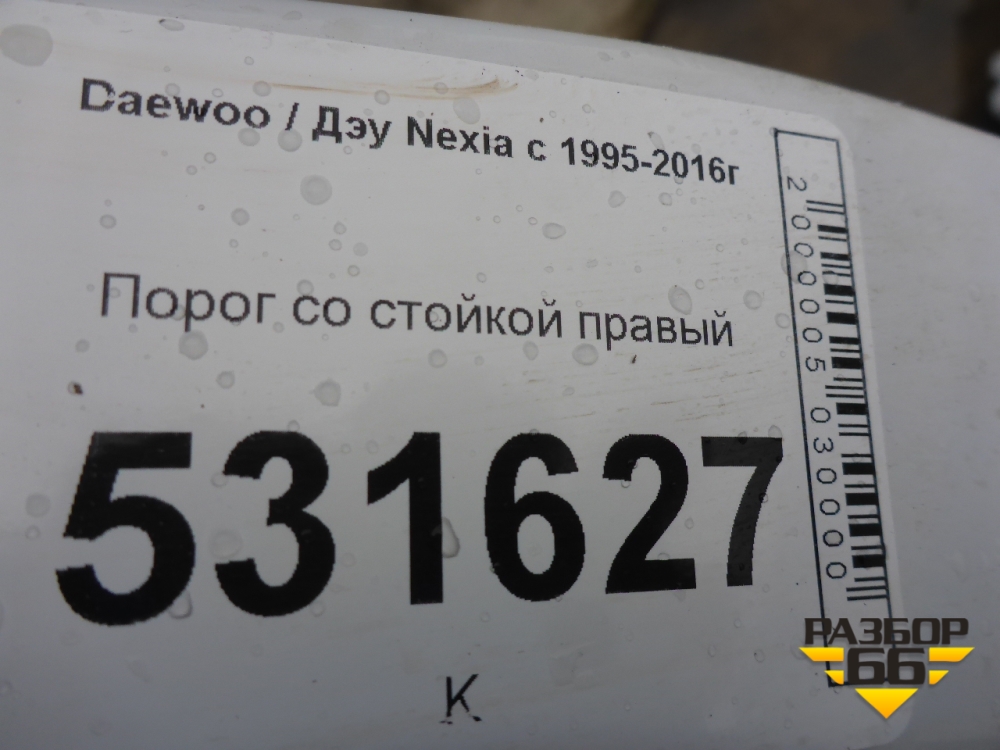 Daewoo / Дэу Nexia с 1995-2016г
Порог со стойкой правый
531627
К
2000005030000
РАЗБОР
66